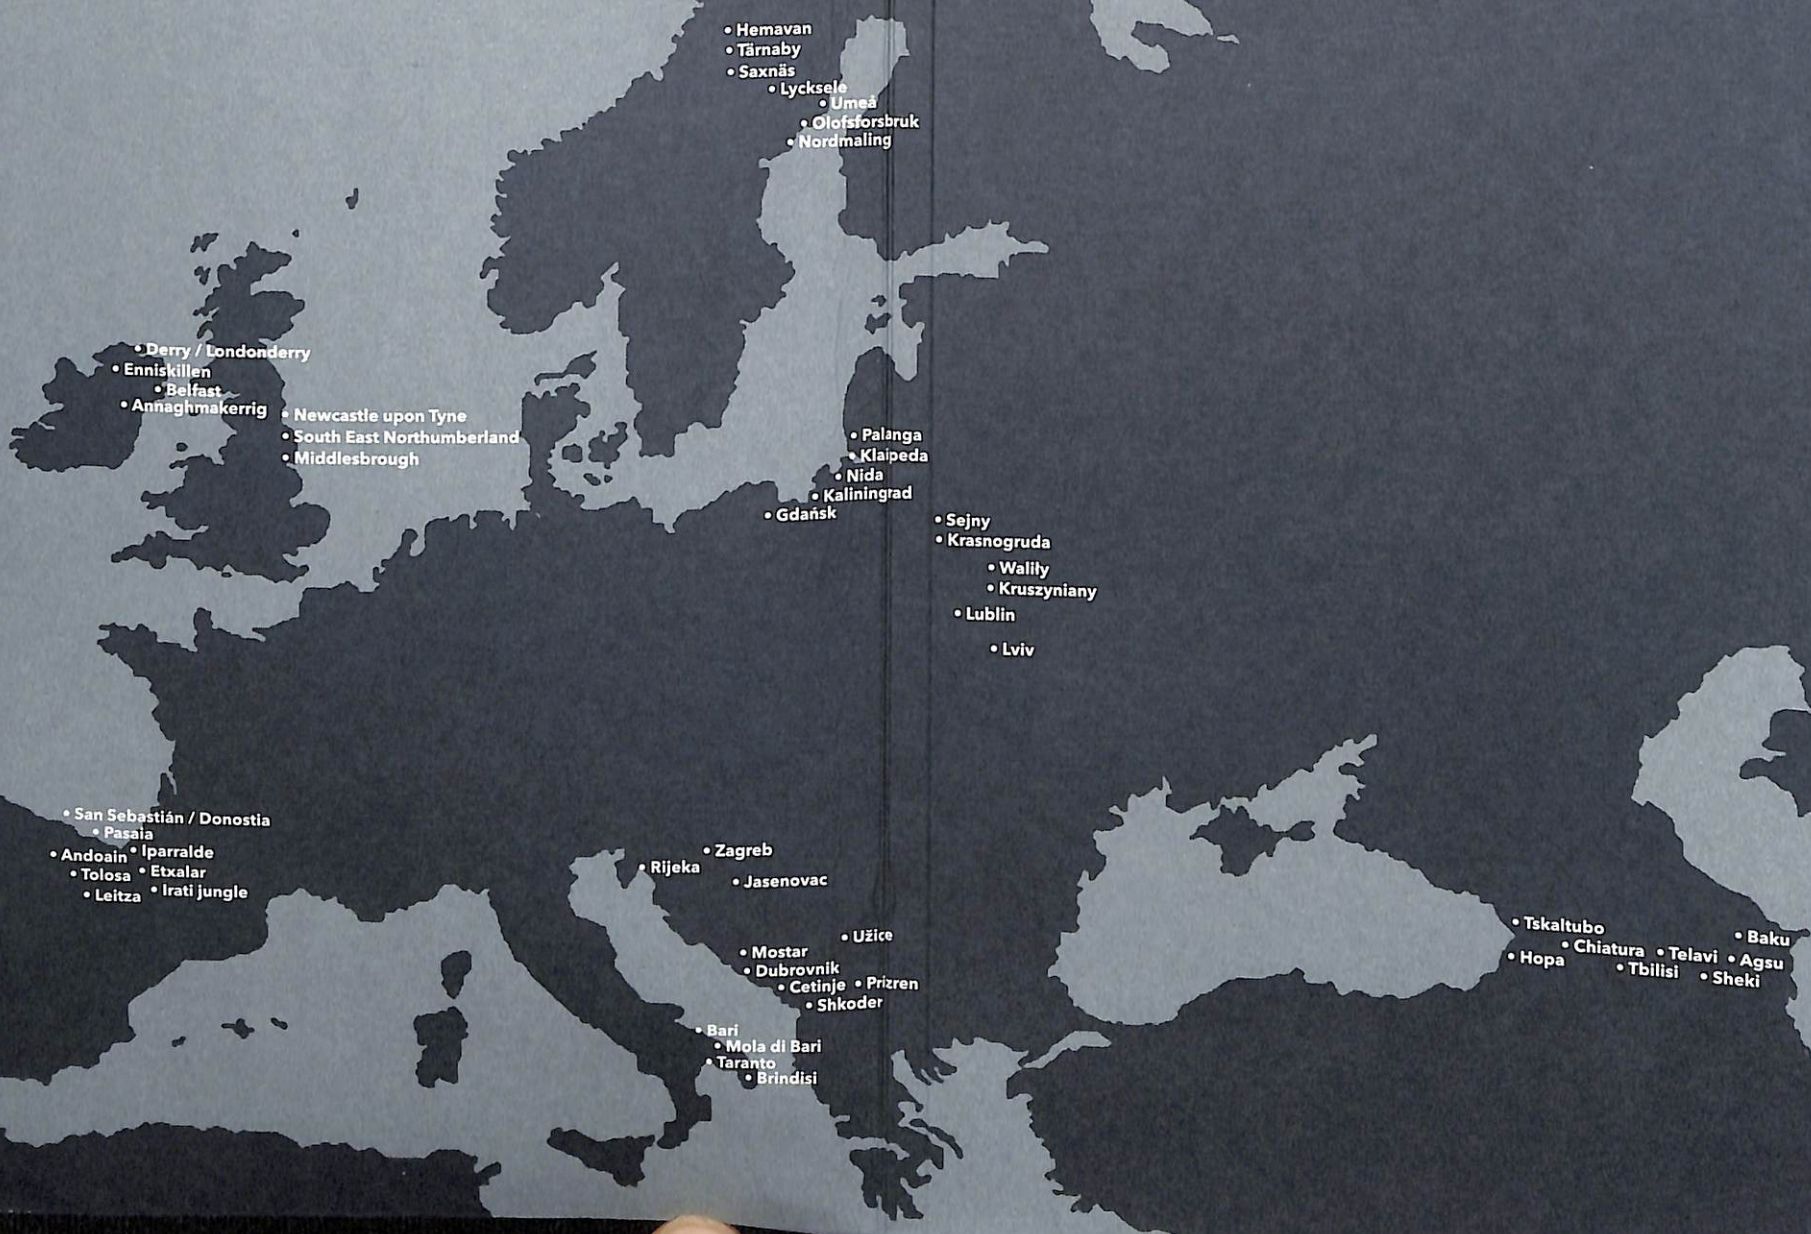 Hemavan
Tärnaby
Saxnäs
Lycksele
Umeå
Olofsforsbruk
Nordmaling
Derry / Londonderry
Enniskillen
Belfast
Annaghmakerrig
Newcastle upon Tyne
South East Northumberland
Middlesbrough
Palanga
Klaipeda
Nida
Kaliningrad
Gdańsk
Sejny
Krasnogruda
Waliły
Kruszyniany
Lublin
Lviv
San Sebastián / Donostia
Pasaia
Andoain
Iparralde
Tolosa
Etxalar
Leitza
Irati jungle
Zagreb
Rijeka
Jasenovac
Užice
Mostar
Dubrovnik
Cetinje
Prizren
Shkoder
Bari
Mola di Bari
Taranto
Brindisi
Tskaltubo
Chiatura
Telavi
Baku
Hopa
Tbilisi
Agsu
Sheki